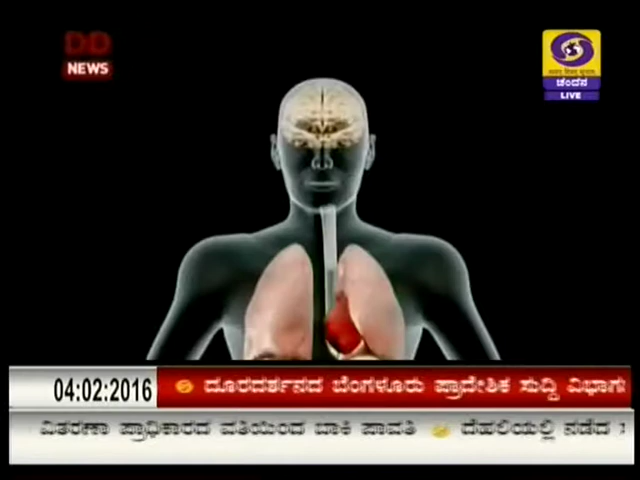 DD
NEWS
ಚಂದನ
LIVE
04:02:2016 ದೂರದರ್ಶನದ ಬೆಂಗಳೂರು ಪ್ರಾದೇಶಿಕ ಸುದ್ದಿ ವಿಭಾಗ
ವಿತರಣಾ ಪ್ರಾಧಿಕಾರದ ವತಿಯಿಂದ ಬಾಕಿ ಪಾವತಿ ದೆಹಲಿಯಲ್ಲಿ ನಡೆದ